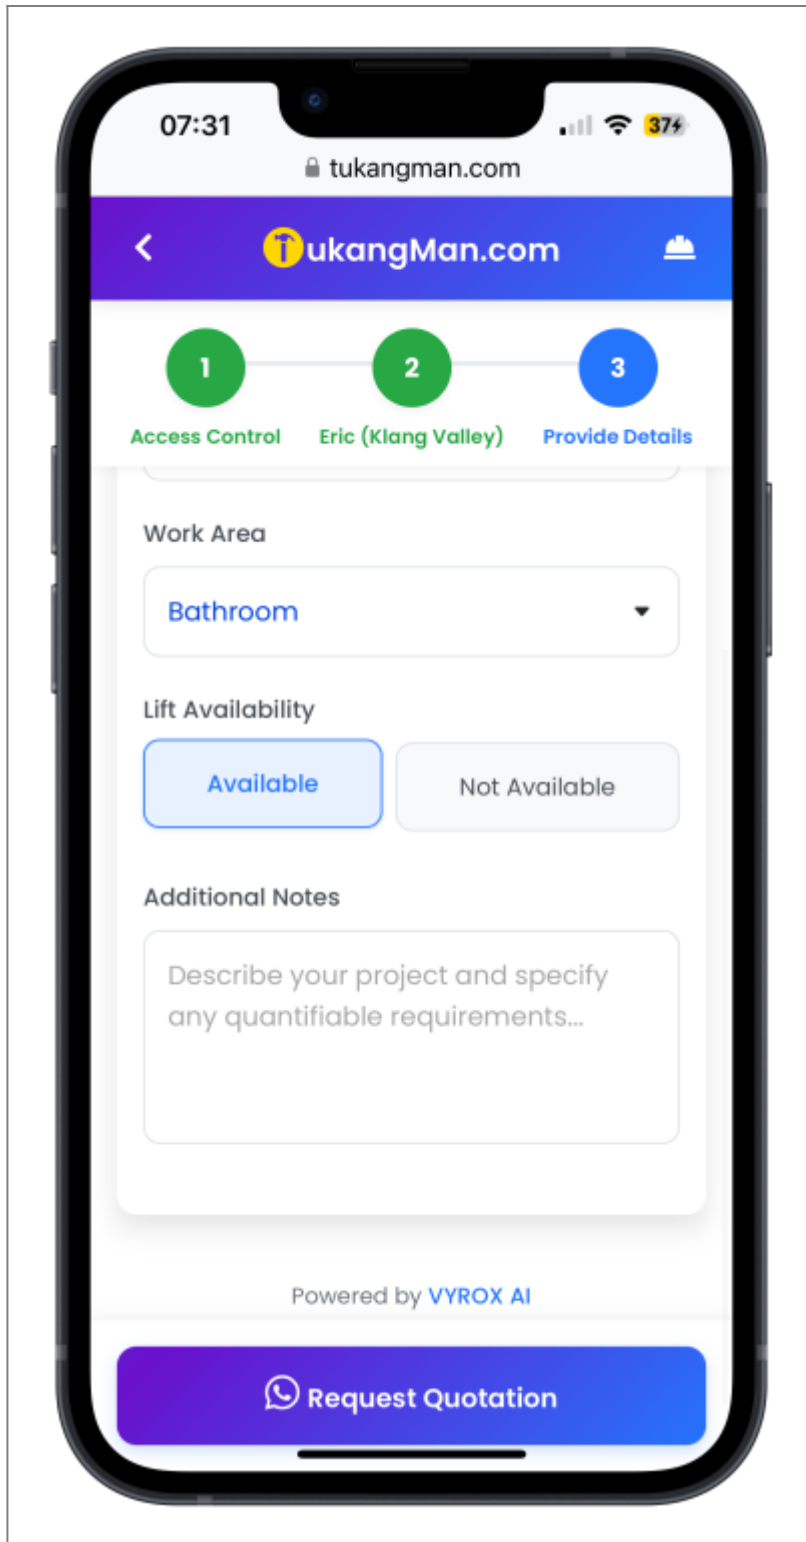 07:31
37
tukangman.com
TukangMan.com
1
2
3
Access Control
Eric (Klang Valley)
Provide Details
Work Area
Bathroom
Lift Availability
Available
Not Available
Additional Notes
Describe your project and specify
any quantifiable requirements...
Powered by VYROX AI
Request Quotation